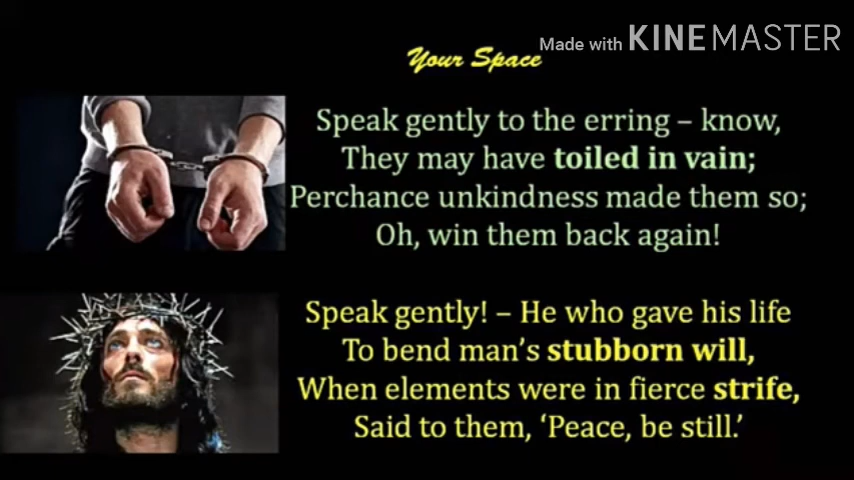 Your Space
Made with KINEMASTER
Speak gently to the erring – know,
They may have toiled in vain;
Perchance unkindness made them so;
Oh, win them back again!
Speak gently! – He who gave his life
To bend man’s stubborn will,
When elements were in fierce strife,
Said to them, ‘Peace, be still.’